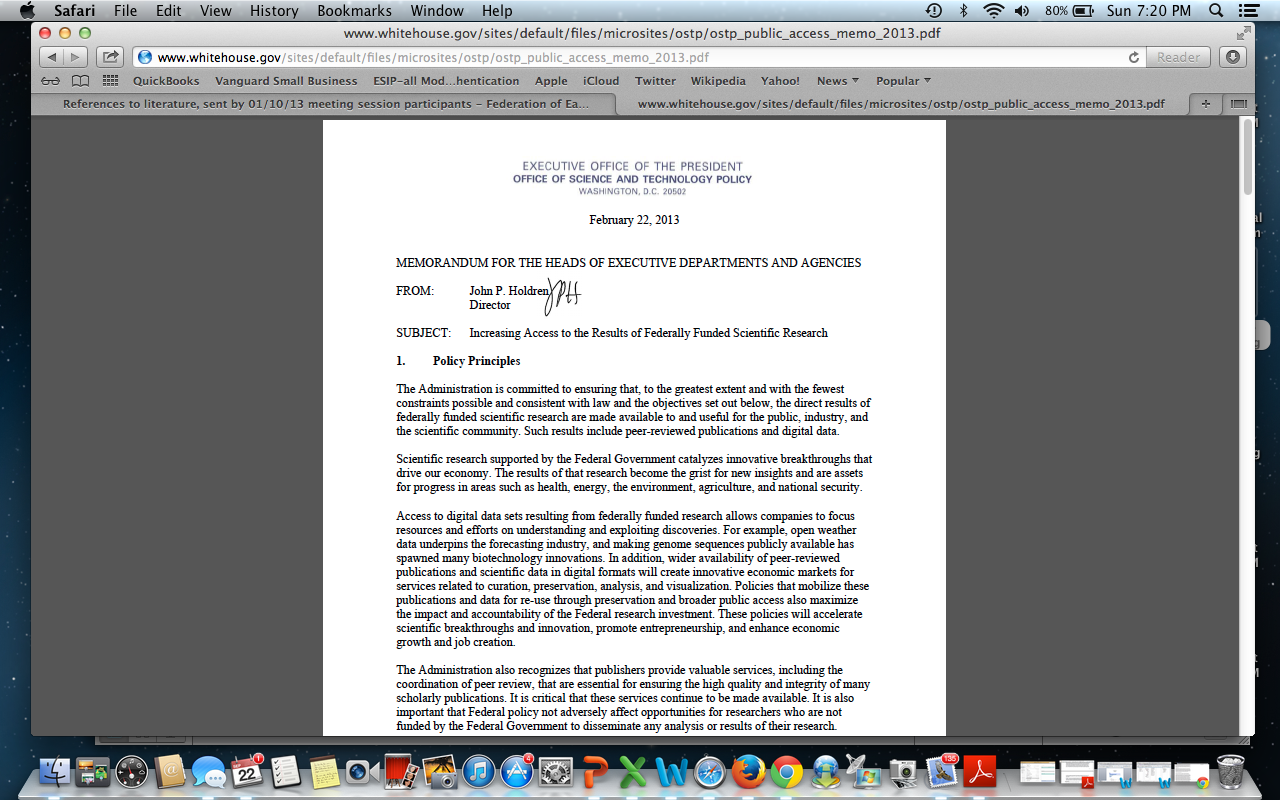 Safari File Edit View History Bookmarks Window Help 80% Sun 7:20 PM
www.whitehouse.gov/sites/default/files/microsites/ostp/ostp_public_access_memo_2013.pdf
www.whitehouse.gov/sites/default/files/microsites/ostp/ostp_public_access_memo_2013.pdf Reader
QuickBooks Vanguard Small Business ESIP-all Mod...hentication Apple iCloud Twitter Wikipedia Yahoo! News Popular
References to literature, sent by 01/10/13 meeting session participants – Federation of Ea... www.whitehouse.gov/sites/default/files/microsites/ostp/ostp_public_access_memo_2013.pdf
EXECUTIVE OFFICE OF THE PRESIDENT
OFFICE OF SCIENCE AND TECHNOLOGY POLICY
WASHINGTON, D.C. 20502
February 22, 2013
MEMORANDUM FOR THE HEADS OF EXECUTIVE DEPARTMENTS AND AGENCIES
FROM: John P. Holdren JPH
Director
SUBJECT: Increasing Access to the Results of Federally Funded Scientific Research
1. Policy Principles
The Administration is committed to ensuring that, to the greatest extent and with the fewest
constraints possible and consistent with law and the objectives set out below, the direct results of
federally funded scientific research are made available to and useful for the public, industry, and
the scientific community. Such results include peer-reviewed publications and digital data.
Scientific research supported by the Federal Government catalyzes innovative breakthroughs that
drive our economy. The results of that research become the grist for new insights and are assets
for progress in areas such as health, energy, the environment, agriculture, and national security.
Access to digital data sets resulting from federally funded research allows companies to focus
resources and efforts on understanding and exploiting discoveries. For example, open weather
data underpins the forecasting industry, and making genome sequences publicly available has
spawned many biotechnology innovations. In addition, wider availability of peer-reviewed
publications and scientific data in digital formats will create innovative economic markets for
services related to curation, preservation, analysis, and visualization. Policies that mobilize these
publications and data for re-use through preservation and broader public access also maximize
the impact and accountability of the Federal research investment. These policies will accelerate
scientific breakthroughs and innovation, promote entrepreneurship, and enhance economic
growth and job creation.
The Administration also recognizes that publishers provide valuable services, including the
coordination of peer review, that are essential for ensuring the high quality and integrity of many
scholarly publications. It is critical that these services continue to be made available. It is also
important that Federal policy not adversely affect opportunities for researchers who are not
funded by the Federal Government to disseminate any analysis or results of their research.
SEP
22
1
4
135